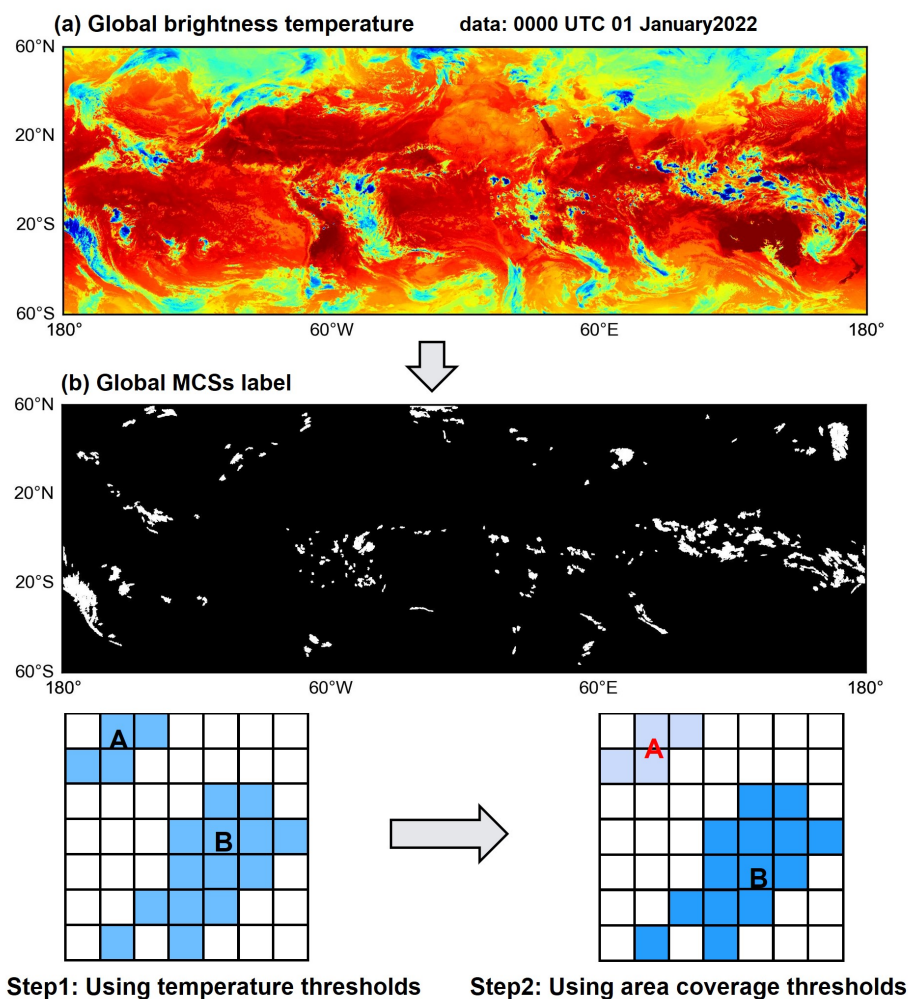 (a) Global brightness temperature data: 0000 UTC 01 January2022
60°N
20°N
20°S
60°S
180° 60°W 60°E 180°
(b) Global MCSs label
60°N
20°N
20°S
60°S
180° 60°W 60°E 180°
A A
B B
Step1: Using temperature thresholds Step2: Using area coverage thresholds